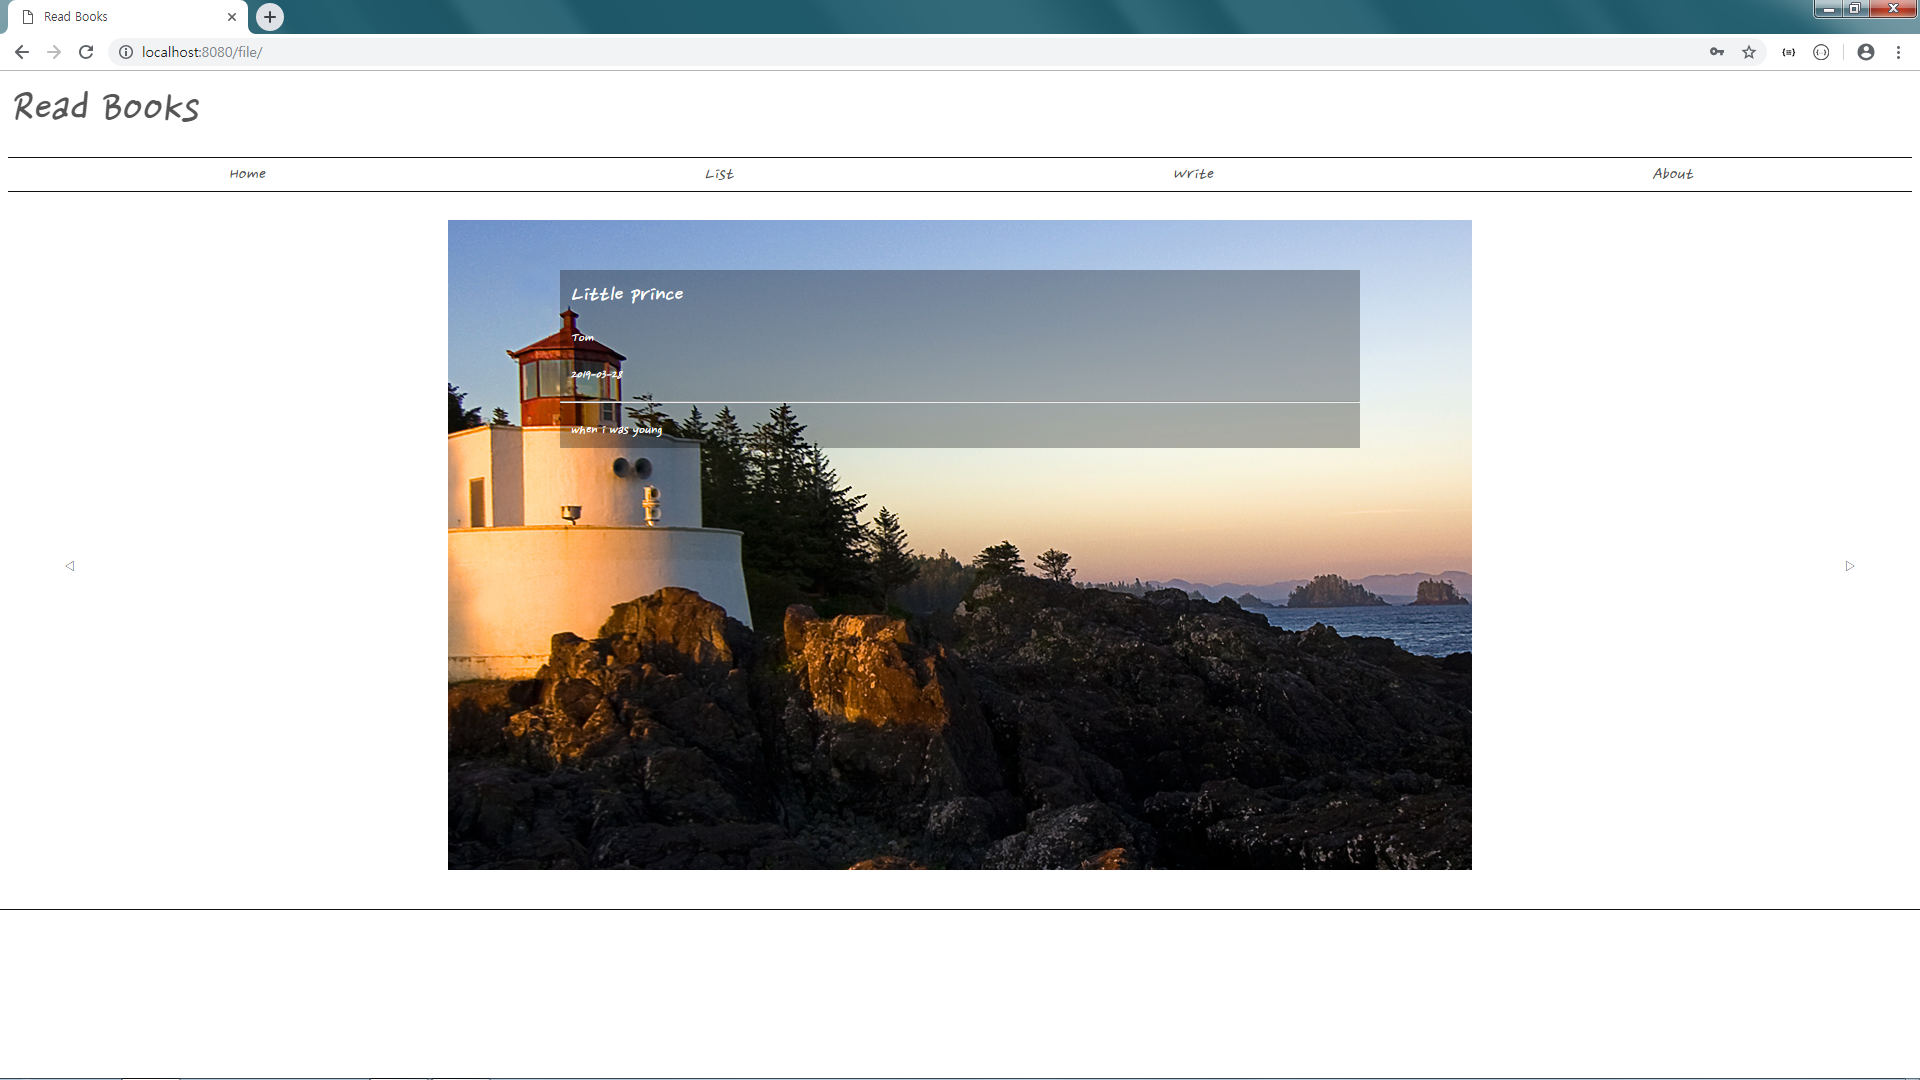 Read Books
localhost:8080/file/
Read Books
Home List Write About
Little prince
Tom
2019-03-28
when i was young